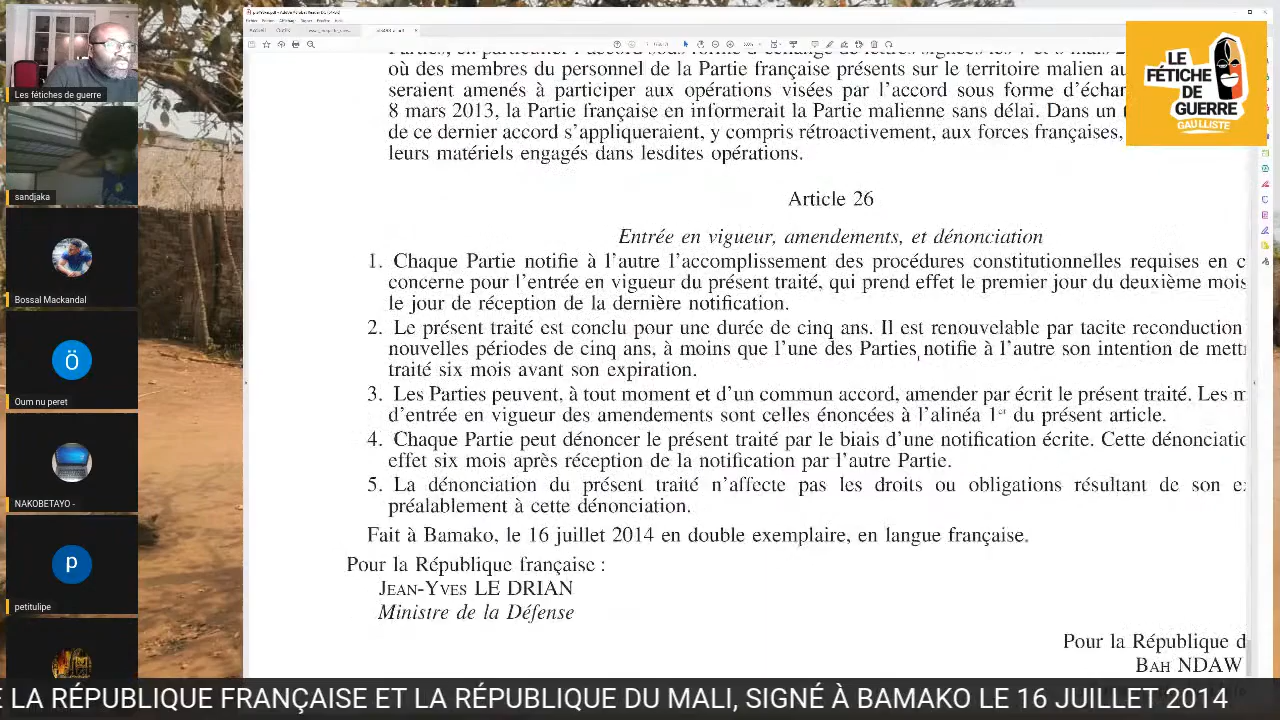 Les fétiches de guerre
sandjaka
Bossal Mackandal
Oum nu peret
NAKOBETAYO -
petitulipe
Ö
p
LE
FÉTICHE
DE
GUERRE
GAULLISTE
où des membres du personnel de la Partie française présents sur le territoire malien au
seraient amenés à participer aux opérations visées par l'accord sous forme d'échan
8 mars 2013, la Partie française en informerait la Partie malienne sans délai. Dans un
de ce dernier accord s'appliqueraient, y compris rétroactivement, aux forces françaises,
leurs matériels engagés dans lesdites opérations.
Article 26
Entrée en vigueur, amendements, et dénonciation
1. Chaque Partie notifie à l'autre l'accomplissement des procédures constitutionnelles requises en c
concerne pour l'entrée en vigueur du présent traité, qui prend effet le premier jour du deuxième mois
le jour de réception de la dernière notification.
2. Le présent traité est conclu pour une durée de cinq ans. Il est renouvelable par tacite reconduction
nouvelles périodes de cinq ans, à moins que l'une des Parties notifie à l'autre son intention de mett
traité six mois avant son expiration.
3. Les Parties peuvent, à tout moment et d'un commun accord, amender par écrit le présent traité. Les m
d'entrée en vigueur des amendements sont celles énoncées à l'alinéa 1er du présent article.
4. Chaque Partie peut dénoncer le présent traité par le biais d'une notification écrite. Cette dénonciatio
effet six mois après réception de la notification par l'autre Partie.
5. La dénonciation du présent traité n'affecte pas les droits ou obligations résultant de son e
préalablement à cette dénonciation.
Fait à Bamako, le 16 juillet 2014 en double exemplaire, en langue française.
Pour la République française :
JEAN-YVES LE DRIAN
Ministre de la Défense
Pour la République d
BAH NDAW
LA RÉPUBLIQUE FRANÇAISE ET LA RÉPUBLIQUE DU MALI, SIGNÉ À BAMAKO LE 16 JUILLET 2014